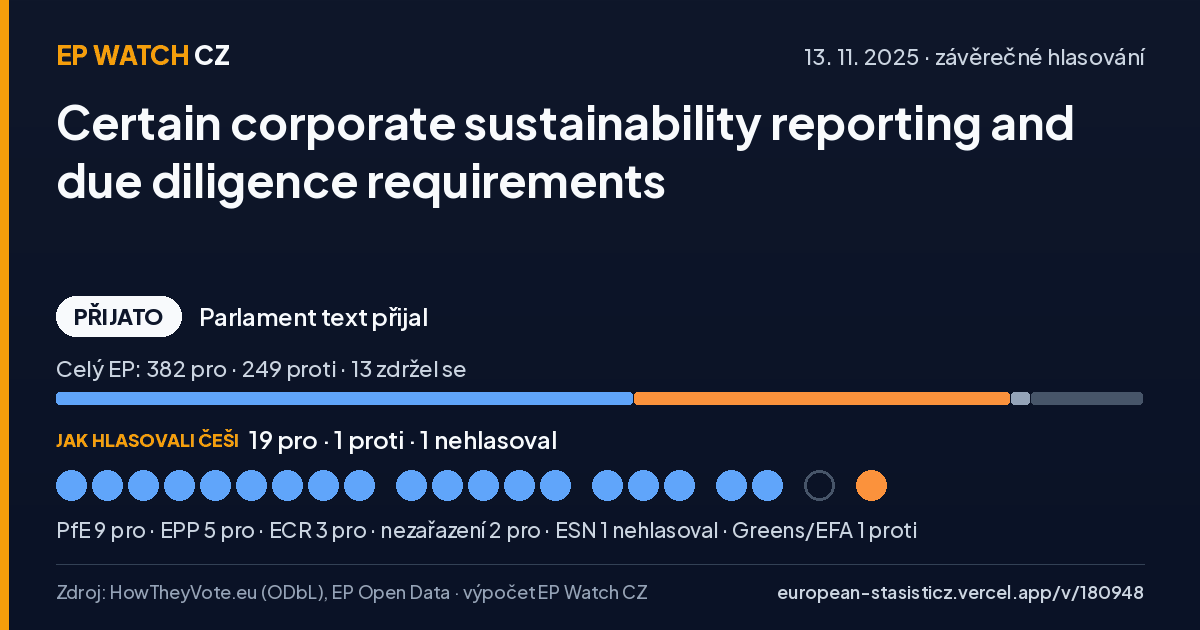 EP WATCH CZ
13. 11. 2025 · závěrečné hlasování
Certain corporate sustainability reporting and
due diligence requirements
PŘIJATO Parlament text přijal
Celý EP: 382 pro · 249 proti · 13 zdržel se
JAK HLASOVALI ČEŠI 19 pro · 1 proti · 1 nehlasoval
PfE 9 pro · EPP 5 pro · ECR 3 pro · nezařazení 2 pro · ESN 1 nehlasoval · Greens/EFA 1 proti
Zdroj: HowTheyVote.eu (ODbL), EP Open Data · výpočet EP Watch CZ
european-stasisticz.vercel.app/v/180948